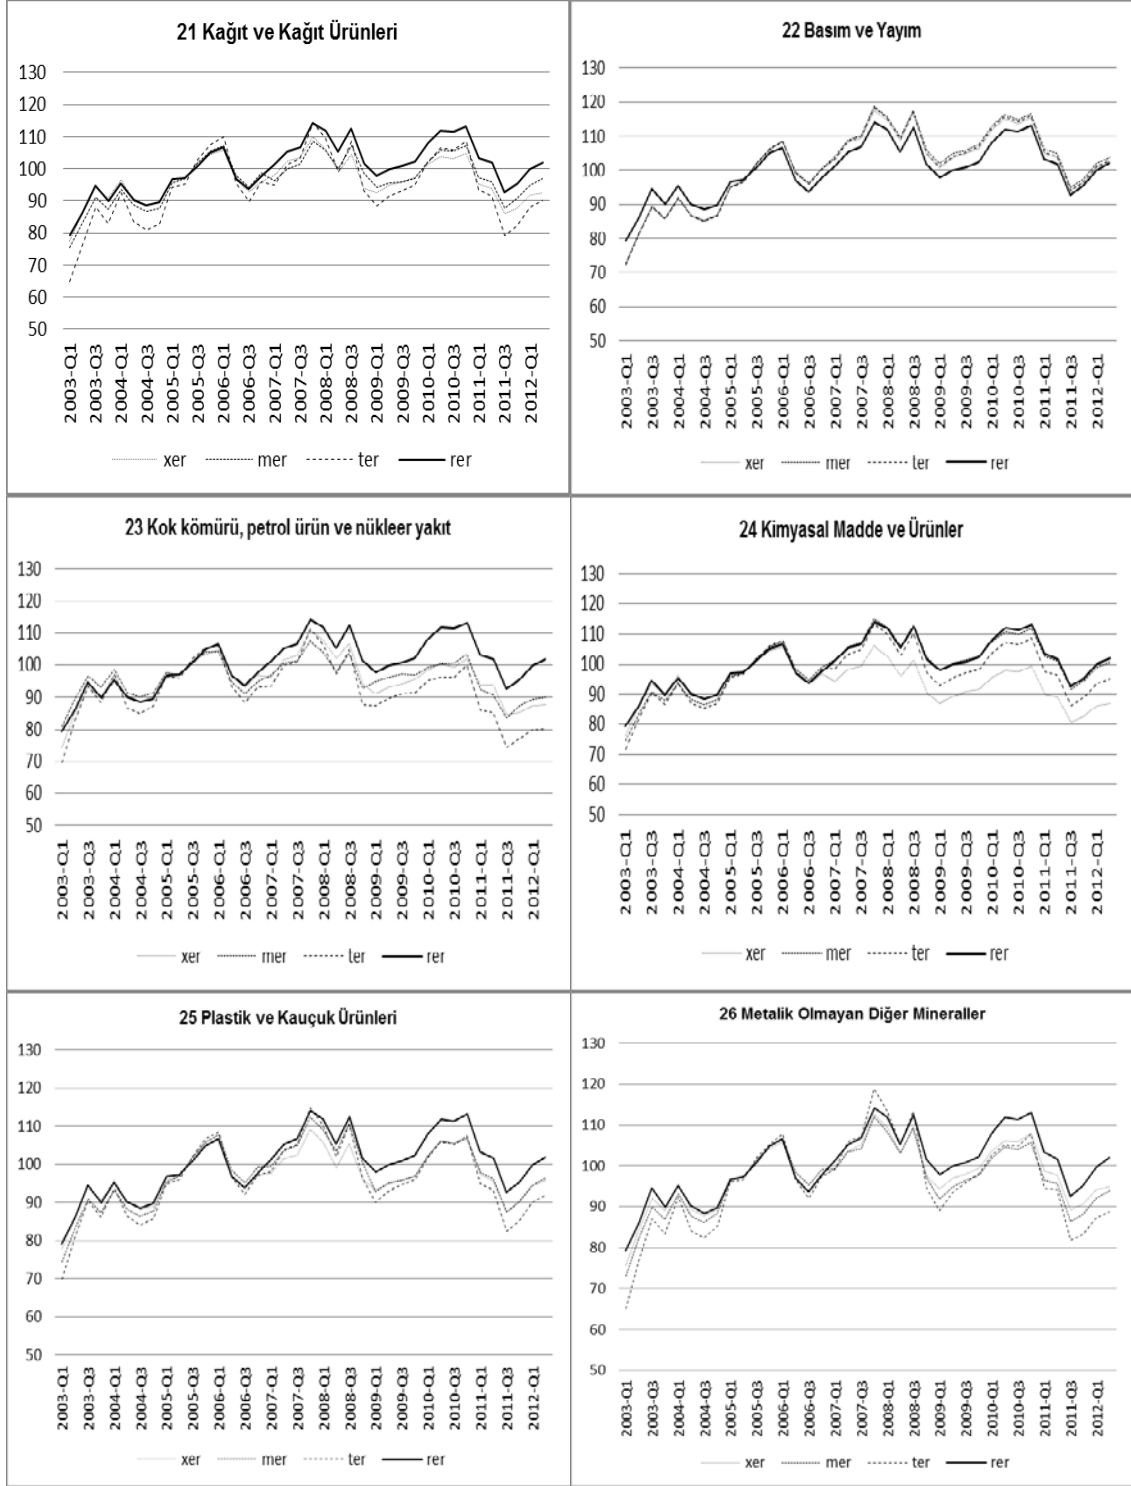 21 Kağıt ve Kağıt Ürünleri
130
120
110
100
90
80
70
60
50
2003-Q1
2003-Q3
2004-Q1
2004-Q3
2005-Q1
2005-Q3
2006-Q1
2006-Q3
2007-Q1
2007-Q3
2008-Q1
2008-Q3
2009-Q1
2009-Q3
2010-Q1
2010-Q3
2011-Q1
2011-Q3
2012-Q1
xer mer ter rer
22 Basım ve Yayım
130
120
110
100
90
80
70
60
50
2003-Q1
2003-Q3
2004-Q1
2004-Q3
2005-Q1
2005-Q3
2006-Q1
2006-Q3
2007-Q1
2007-Q3
2008-Q1
2008-Q3
2009-Q1
2009-Q3
2010-Q1
2010-Q3
2011-Q1
2011-Q3
2012-Q1
xer mer ter rer
23 Kok kömürü, petrol ürün ve nükleer yakıt
130
120
110
100
90
80
70
60
50
2003-Q1
2003-Q3
2004-Q1
2004-Q3
2005-Q1
2005-Q3
2006-Q1
2006-Q3
2007-Q1
2007-Q3
2008-Q1
2008-Q3
2009-Q1
2009-Q3
2010-Q1
2010-Q3
2011-Q1
2011-Q3
2012-Q1
xer mer ter rer
24 Kimyasal Madde ve Ürünler
130
120
110
100
90
80
70
60
50
2003-Q1
2003-Q3
2004-Q1
2004-Q3
2005-Q1
2005-Q3
2006-Q1
2006-Q3
2007-Q1
2007-Q3
2008-Q1
2008-Q3
2009-Q1
2009-Q3
2010-Q1
2010-Q3
2011-Q1
2011-Q3
2012-Q1
xer mer ter rer
25 Plastik ve Kauçuk Ürünleri
130
120
110
100
90
80
70
60
50
2003-Q1
2003-Q3
2004-Q1
2004-Q3
2005-Q1
2005-Q3
2006-Q1
2006-Q3
2007-Q1
2007-Q3
2008-Q1
2008-Q3
2009-Q1
2009-Q3
2010-Q1
2010-Q3
2011-Q1
2011-Q3
2012-Q1
xer mer ter rer
26 Metalik Olmayan Diğer Mineraller
130
120
110
100
90
80
70
60
50
2003-Q1
2003-Q3
2004-Q1
2004-Q3
2005-Q1
2005-Q3
2006-Q1
2006-Q3
2007-Q1
2007-Q3
2008-Q1
2008-Q3
2009-Q1
2009-Q3
2010-Q1
2010-Q3
2011-Q1
2011-Q3
2012-Q1
xer mer ter rer